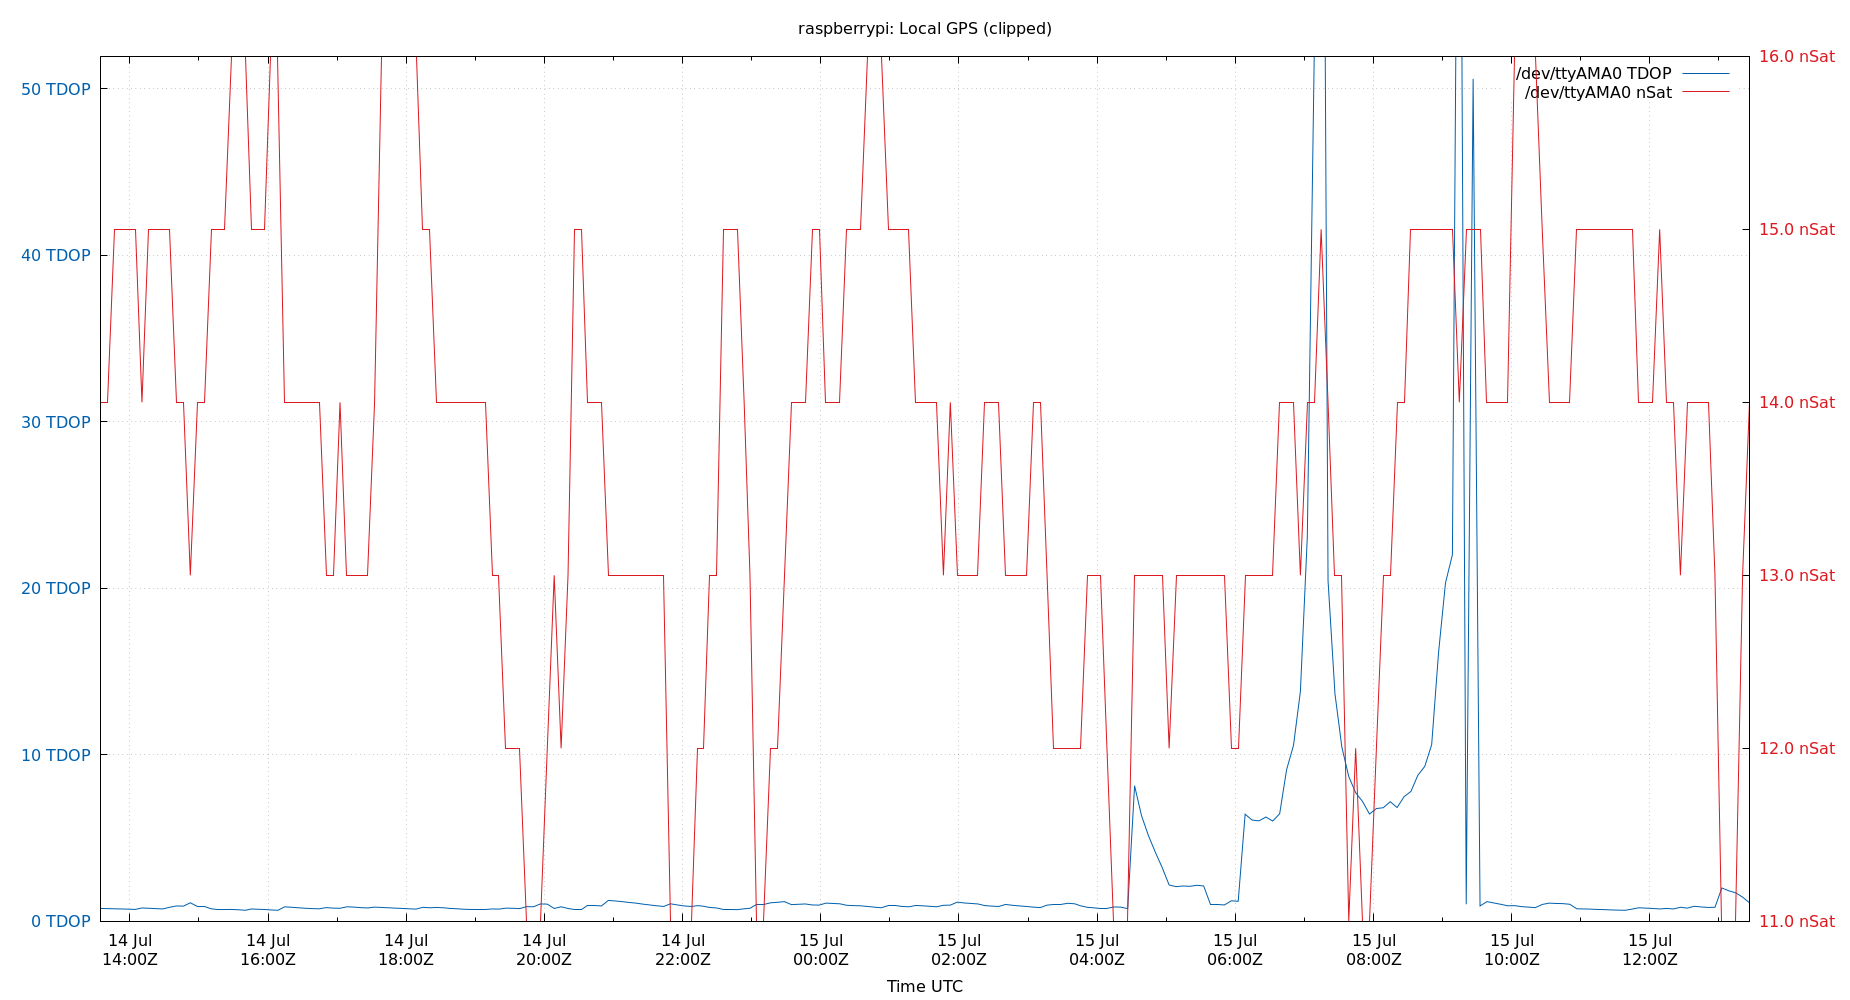 raspberrypi: Local GPS (clipped)
/dev/ttyAMA0 TDOP
/dev/ttyAMA0 nSat
50 TDOP
40 TDOP
30 TDOP
20 TDOP
10 TDOP
0 TDOP
16.0 nSat
15.0 nSat
14.0 nSat
13.0 nSat
12.0 nSat
11.0 nSat
14 Jul
14:00Z
14 Jul
16:00Z
14 Jul
18:00Z
14 Jul
20:00Z
14 Jul
22:00Z
15 Jul
00:00Z
15 Jul
02:00Z
15 Jul
04:00Z
15 Jul
06:00Z
15 Jul
08:00Z
15 Jul
10:00Z
15 Jul
12:00Z
Time UTC